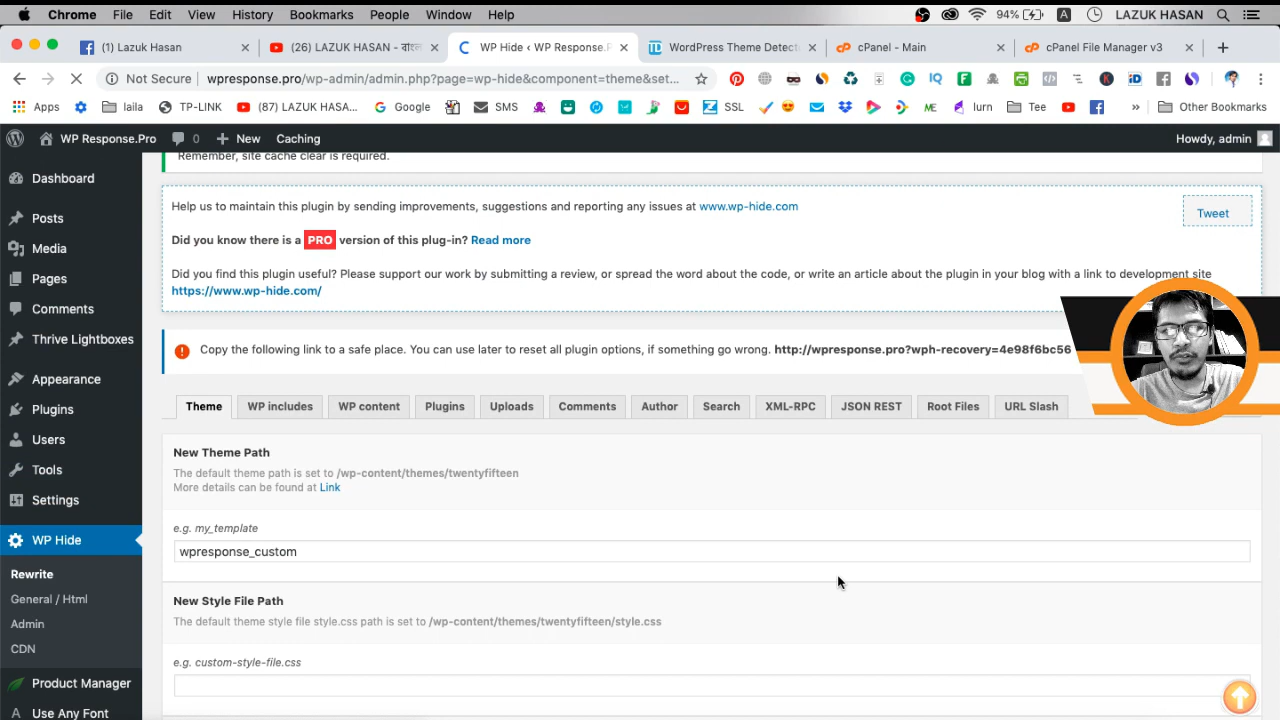 Chrome File Edit View History Bookmarks People Window Help 94% A LAZUK HASAN
(1) Lazuk Hasan (26) LAZUK HASAN - বাংলে WP Hide ‹ WP Response.P WordPress Theme Detect cPanel - Main cPanel File Manager v3
Not Secure wpresponse.pro/wp-admin/admin.php?page=wp-hide&component=theme&set...
Apps laila TP-LINK (87) LAZUK HASA... Google SMS SSL ME lurn Tee » Other Bookmarks
WP Response.Pro 0 New Caching Howdy, admin
Remember, site cache clear is required.
Dashboard
Posts
Media
Pages
Comments
Thrive Lightboxes
Appearance
Plugins
Users
Tools
Settings
WP Hide
Rewrite
General / Html
Admin
CDN
Product Manager
Use Any Font
Help us to maintain this plugin by sending improvements, suggestions and reporting any issues at www.wp-hide.com
Tweet
Did you know there is a PRO version of this plug-in? Read more
Did you find this plugin useful? Please support our work by submitting a review, or spread the word about the code, or write an article about the plugin in your blog with a link to development site
https://www.wp-hide.com/
Copy the following link to a safe place. You can use later to reset all plugin options, if something go wrong. http://wpresponse.pro?wph-recovery=4e98f6bc56
Theme WP includes WP content Plugins Uploads Comments Author Search XML-RPC JSON REST Root Files URL Slash
New Theme Path
The default theme path is set to /wp-content/themes/twentyfifteen
More details can be found at Link
e.g. my_template
wpresponse_custom
New Style File Path
The default theme style file style.css path is set to /wp-content/themes/twentyfifteen/style.css
e.g. custom-style-file.css